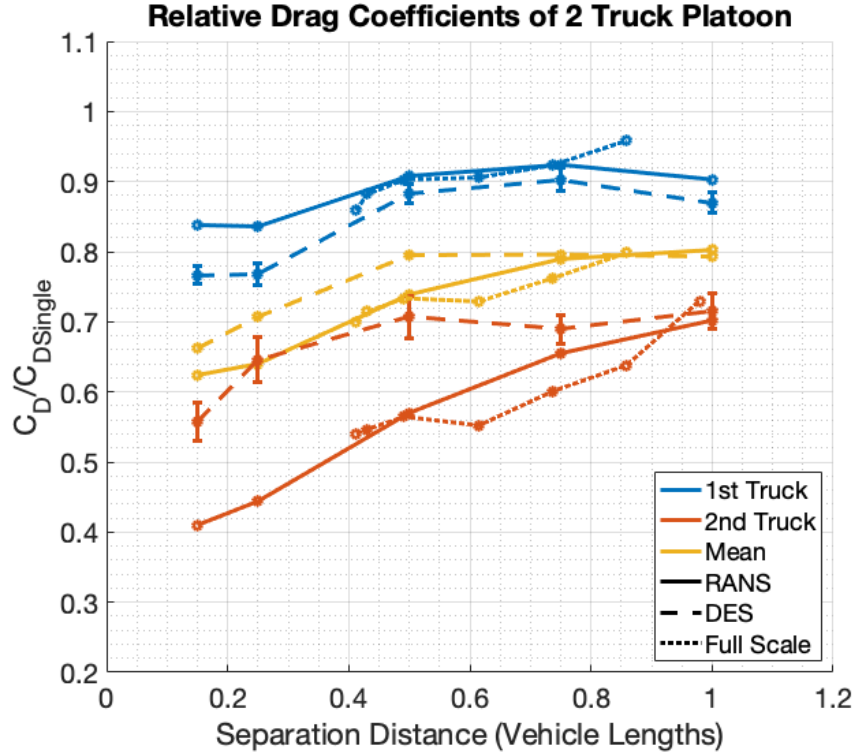 Relative Drag Coefficients of 2 Truck Platoon
1.1
1
0.9
0.8
0.7
0.6
0.5
0.4
0.3
0.2
C_D/C_DSingle
0 0.2 0.4 0.6 0.8 1 1.2
Separation Distance (Vehicle Lengths)
1st Truck
2nd Truck
Mean
RANS
DES
Full Scale